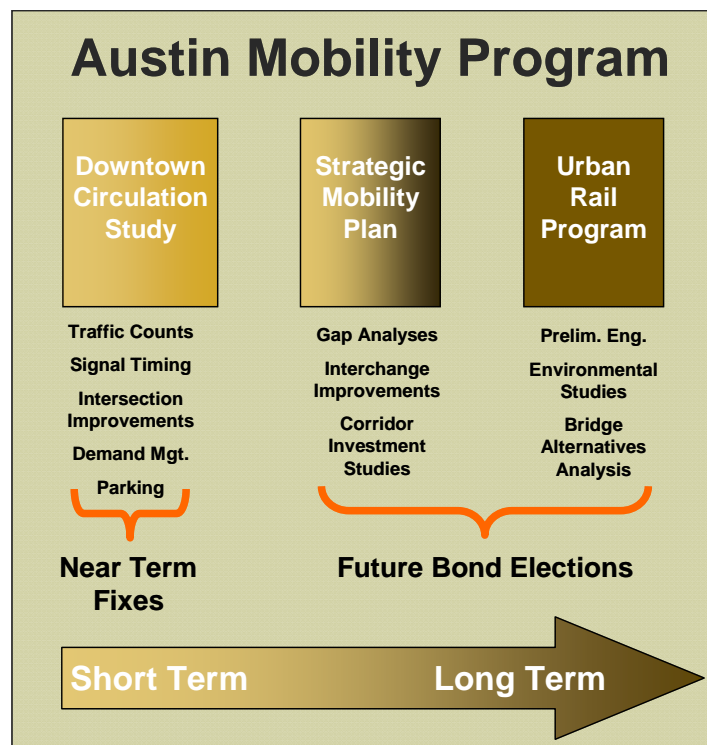 Austin Mobility Program
Downtown
Circulation
Study
Traffic Counts
Signal Timing
Intersection
Improvements
Demand Mgt.
Parking
Near Term
Fixes
Strategic
Mobility
Plan
Gap Analyses
Interchange
Improvements
Corridor
Investment
Studies
Urban
Rail
Program
Prelim. Eng.
Environmental
Studies
Bridge
Alternatives
Analysis
Future Bond Elections
Short Term
Long Term